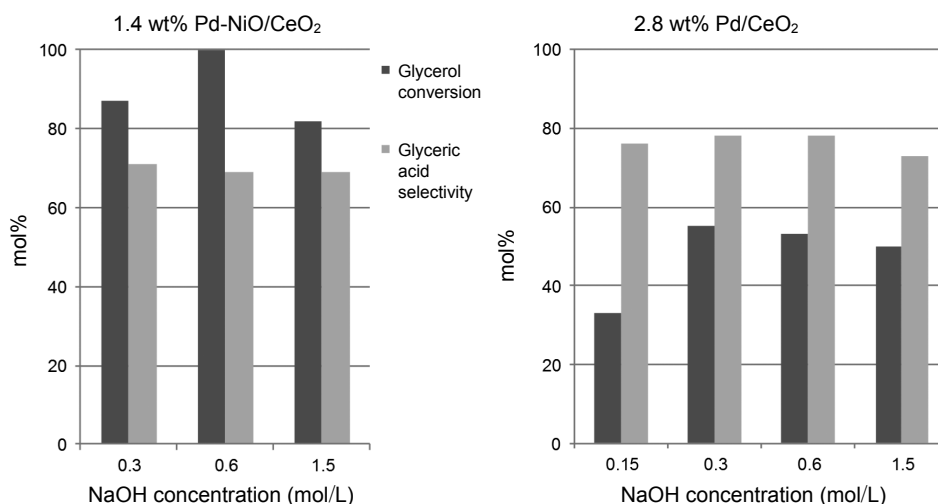 1.4 wt% Pd-NiO/CeO₂
100
80
60
40
20
0
mol%
0.3 0.6 1.5
NaOH concentration (mol/L)
Glycerol
conversion
Glyceric
acid
selectivity
2.8 wt% Pd/CeO₂
100
80
60
40
20
0
mol%
0.15 0.3 0.6 1.5
NaOH concentration (mol/L)